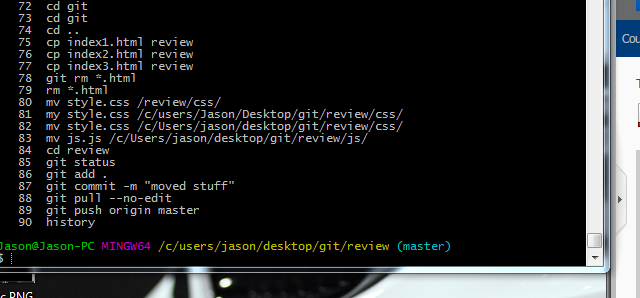 72 cd git
73 cd git
74 cd ..
75 cp index1.html review
76 cp index2.html review
77 cp index3.html review
78 git rm *.html
79 rm *.html
80 mv style.css /review/css/
81 my style.css /c/users/Jason/Desktop/git/review/css/
82 mv style.css /c/users/jason/desktop/git/review/css/
83 mv js.js /c/Users/jason/desktop/git/review/js/
84 cd review
85 git status
86 git add .
87 git commit -m "moved stuff"
88 git pull --no-edit
89 git push origin master
90 history
Jason@Jason-PC MINGW64 /c/users/jason/desktop/git/review (master)
$
c.PNG
Cou